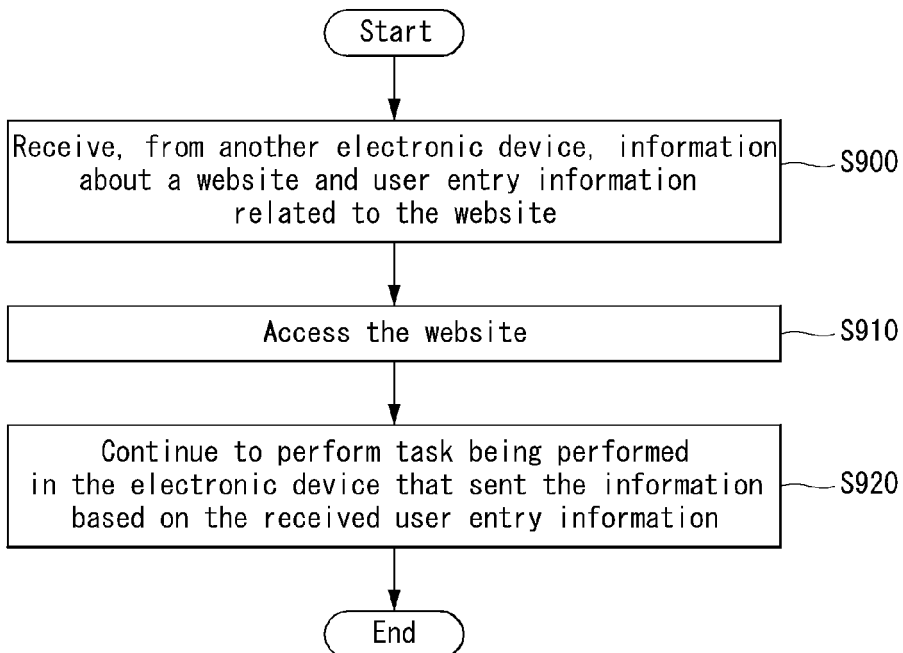 Start
Receive, from another electronic device, information
about a website and user entry information
related to the website
S900
Access the website
S910
Continue to perform task being performed
in the electronic device that sent the information
based on the received user entry information
S920
End